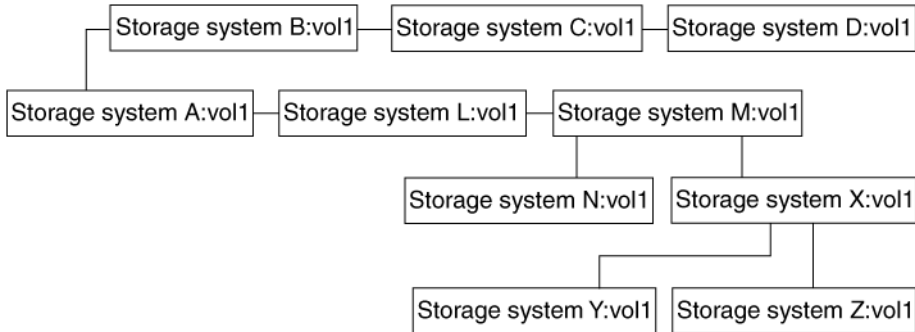 Storage system B:vol1
Storage system C:vol1
Storage system D:vol1
Storage system A:vol1
Storage system L:vol1
Storage system M:vol1
Storage system N:vol1
Storage system X:vol1
Storage system Y:vol1
Storage system Z:vol1